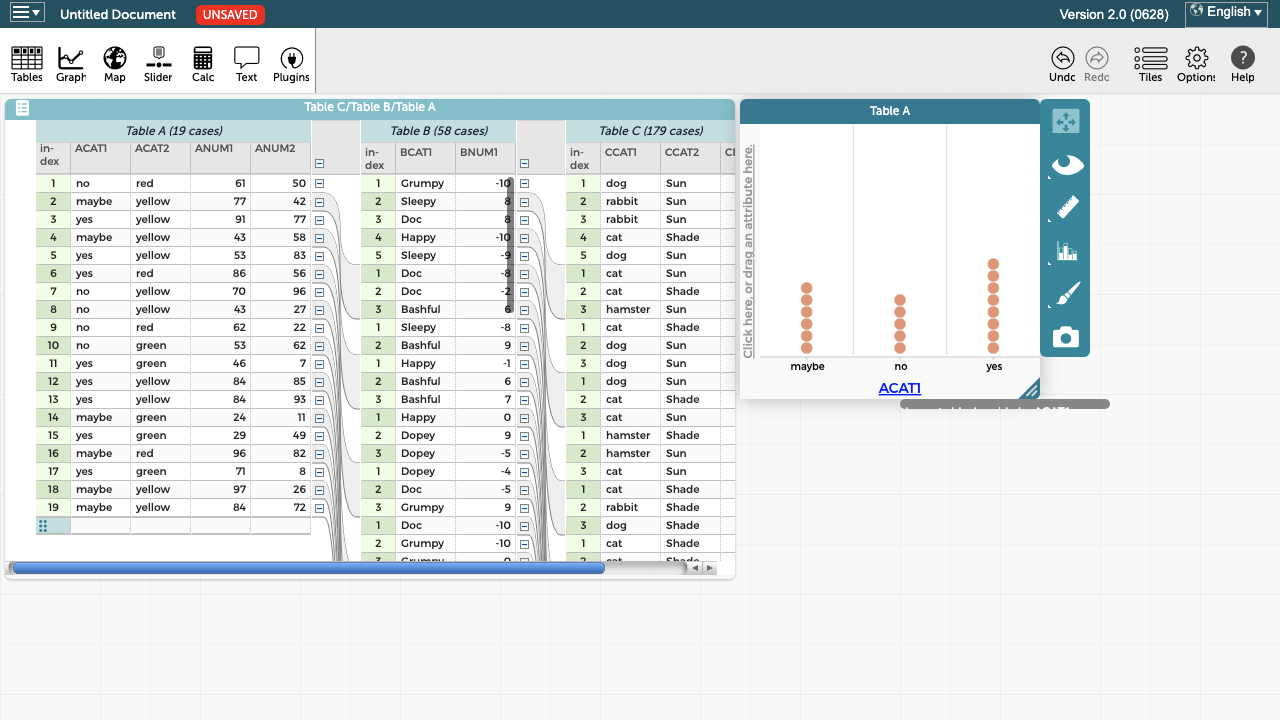 Untitled Document UNSAVED Version 2.0 (0628) English
Tables Graph Map Slider Calc Text Plugins Undo Redo Tiles Options Help
Table C/Table B/Table A
Table A (19 cases) Table B (58 cases) Table C (179 cases)
in-dex ACAT1 ACAT2 ANUM1 ANUM2 in-dex BCAT1 BNUM1 in-dex CCAT1 CCAT2
1 no red 61 50 1 Grumpy -10 1 dog Sun
2 maybe yellow 77 42 2 Sleepy 8 2 rabbit Sun
3 yes yellow 91 77 3 Doc 8 3 rabbit Sun
4 maybe yellow 43 58 4 Happy -10 4 cat Shade
5 yes yellow 53 83 5 Sleepy -9 5 dog Sun
6 yes red 86 56 1 Doc -8 1 cat Sun
7 no yellow 70 96 2 Doc -2 2 cat Shade
8 no yellow 43 27 3 Bashful 6 3 hamster Sun
9 no red 62 22 1 Sleepy -8 1 cat Shade
10 no green 53 62 2 Bashful 9 2 dog Sun
11 yes green 46 7 1 Happy -1 3 dog Sun
12 yes yellow 84 85 2 Bashful 6 1 dog Sun
13 yes yellow 84 93 3 Bashful 7 2 cat Shade
14 maybe green 24 11 1 Happy 0 3 cat Sun
15 yes green 29 49 2 Dopey 9 1 hamster Shade
16 maybe red 96 82 3 Dopey -5 2 hamster Sun
17 yes green 71 8 1 Dopey -4 3 cat Sun
18 maybe yellow 97 26 2 Doc -5 1 cat Shade
19 maybe yellow 84 72 3 Grumpy 9 2 rabbit Shade
1 Doc -10 3 dog Shade
2 Grumpy -10 1 cat Shade
3 Grumpy 0 2 cat Shade
Table A
Click here, or drag an attribute here.
maybe no yes
ACAT1